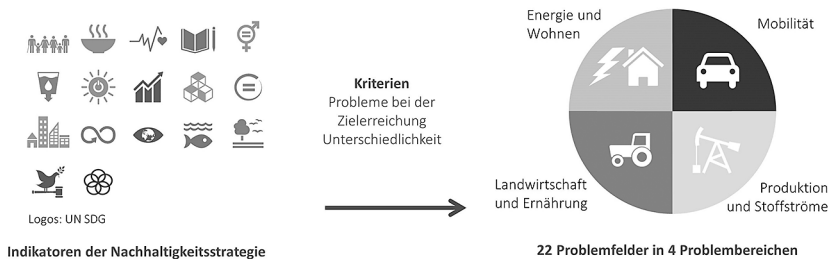 Logos: UN SDG
Indikatoren der Nachhaltigkeitsstrategie
Kriterien
Probleme bei der
Zielerreichung
Unterschiedlichkeit
Energie und
Wohnen
Mobilität
Landwirtschaft
und Ernährung
Produktion
und Stoffströme
22 Problemfelder in 4 Problembereichen